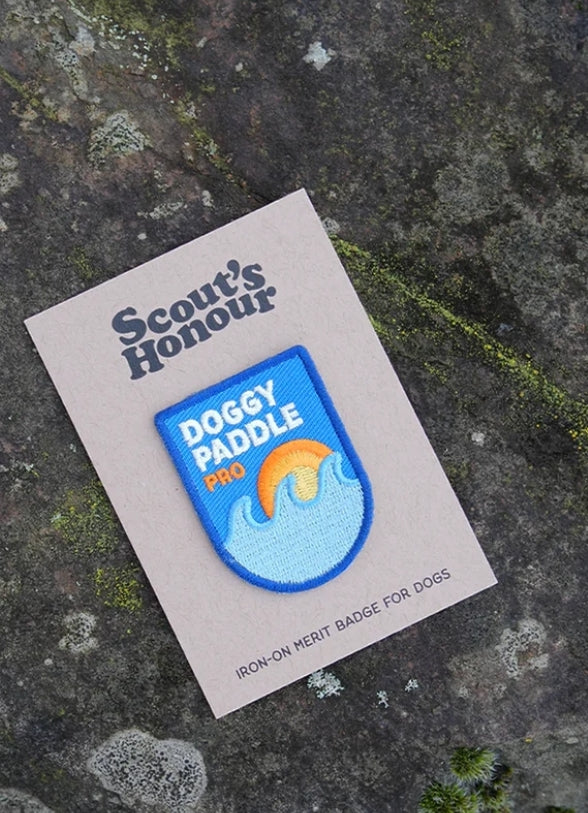 Scout's
Honour
DOGGY
PADDLE
PRO
IRON-ON MERIT BADGE FOR DOGS